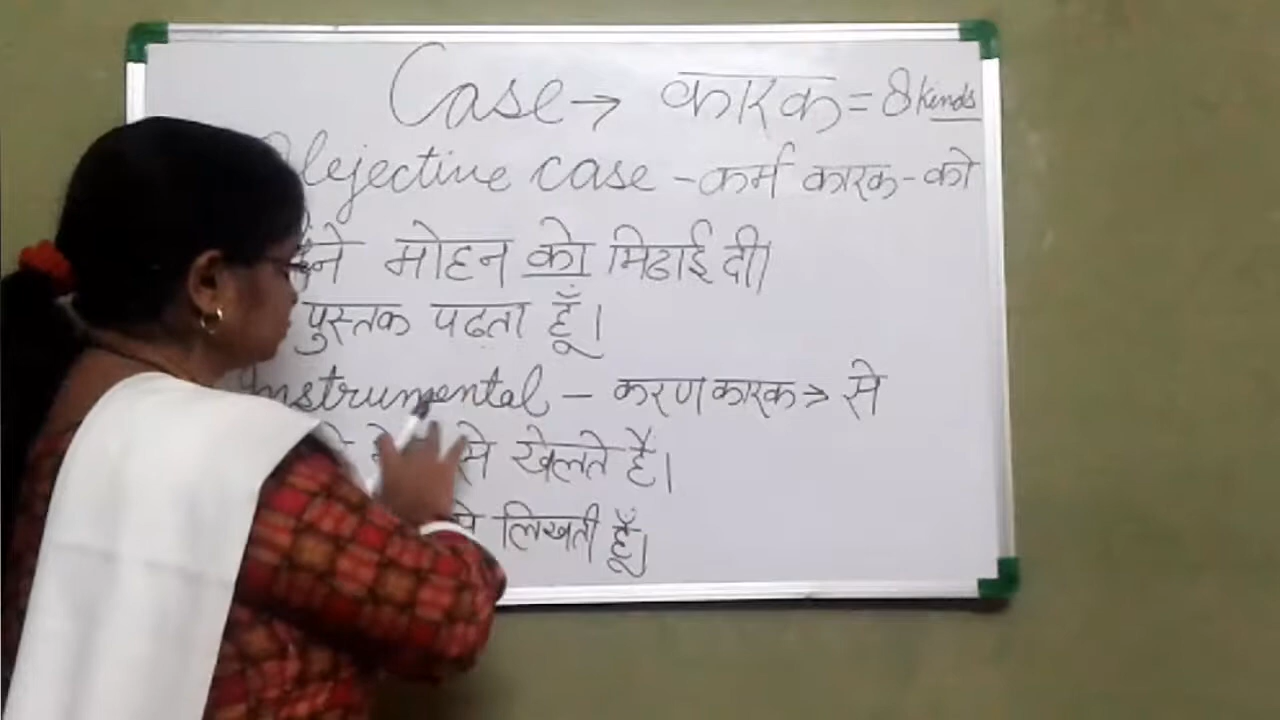 Case → कारक = 8 kinds
Objective case - कर्म कारक - को
ने मोहन को मिठाई दी।
पुस्तक पढ़ता हूँ।
Instrumental - करण कारक → से
से खेलते है।
से लिखती हूँ।